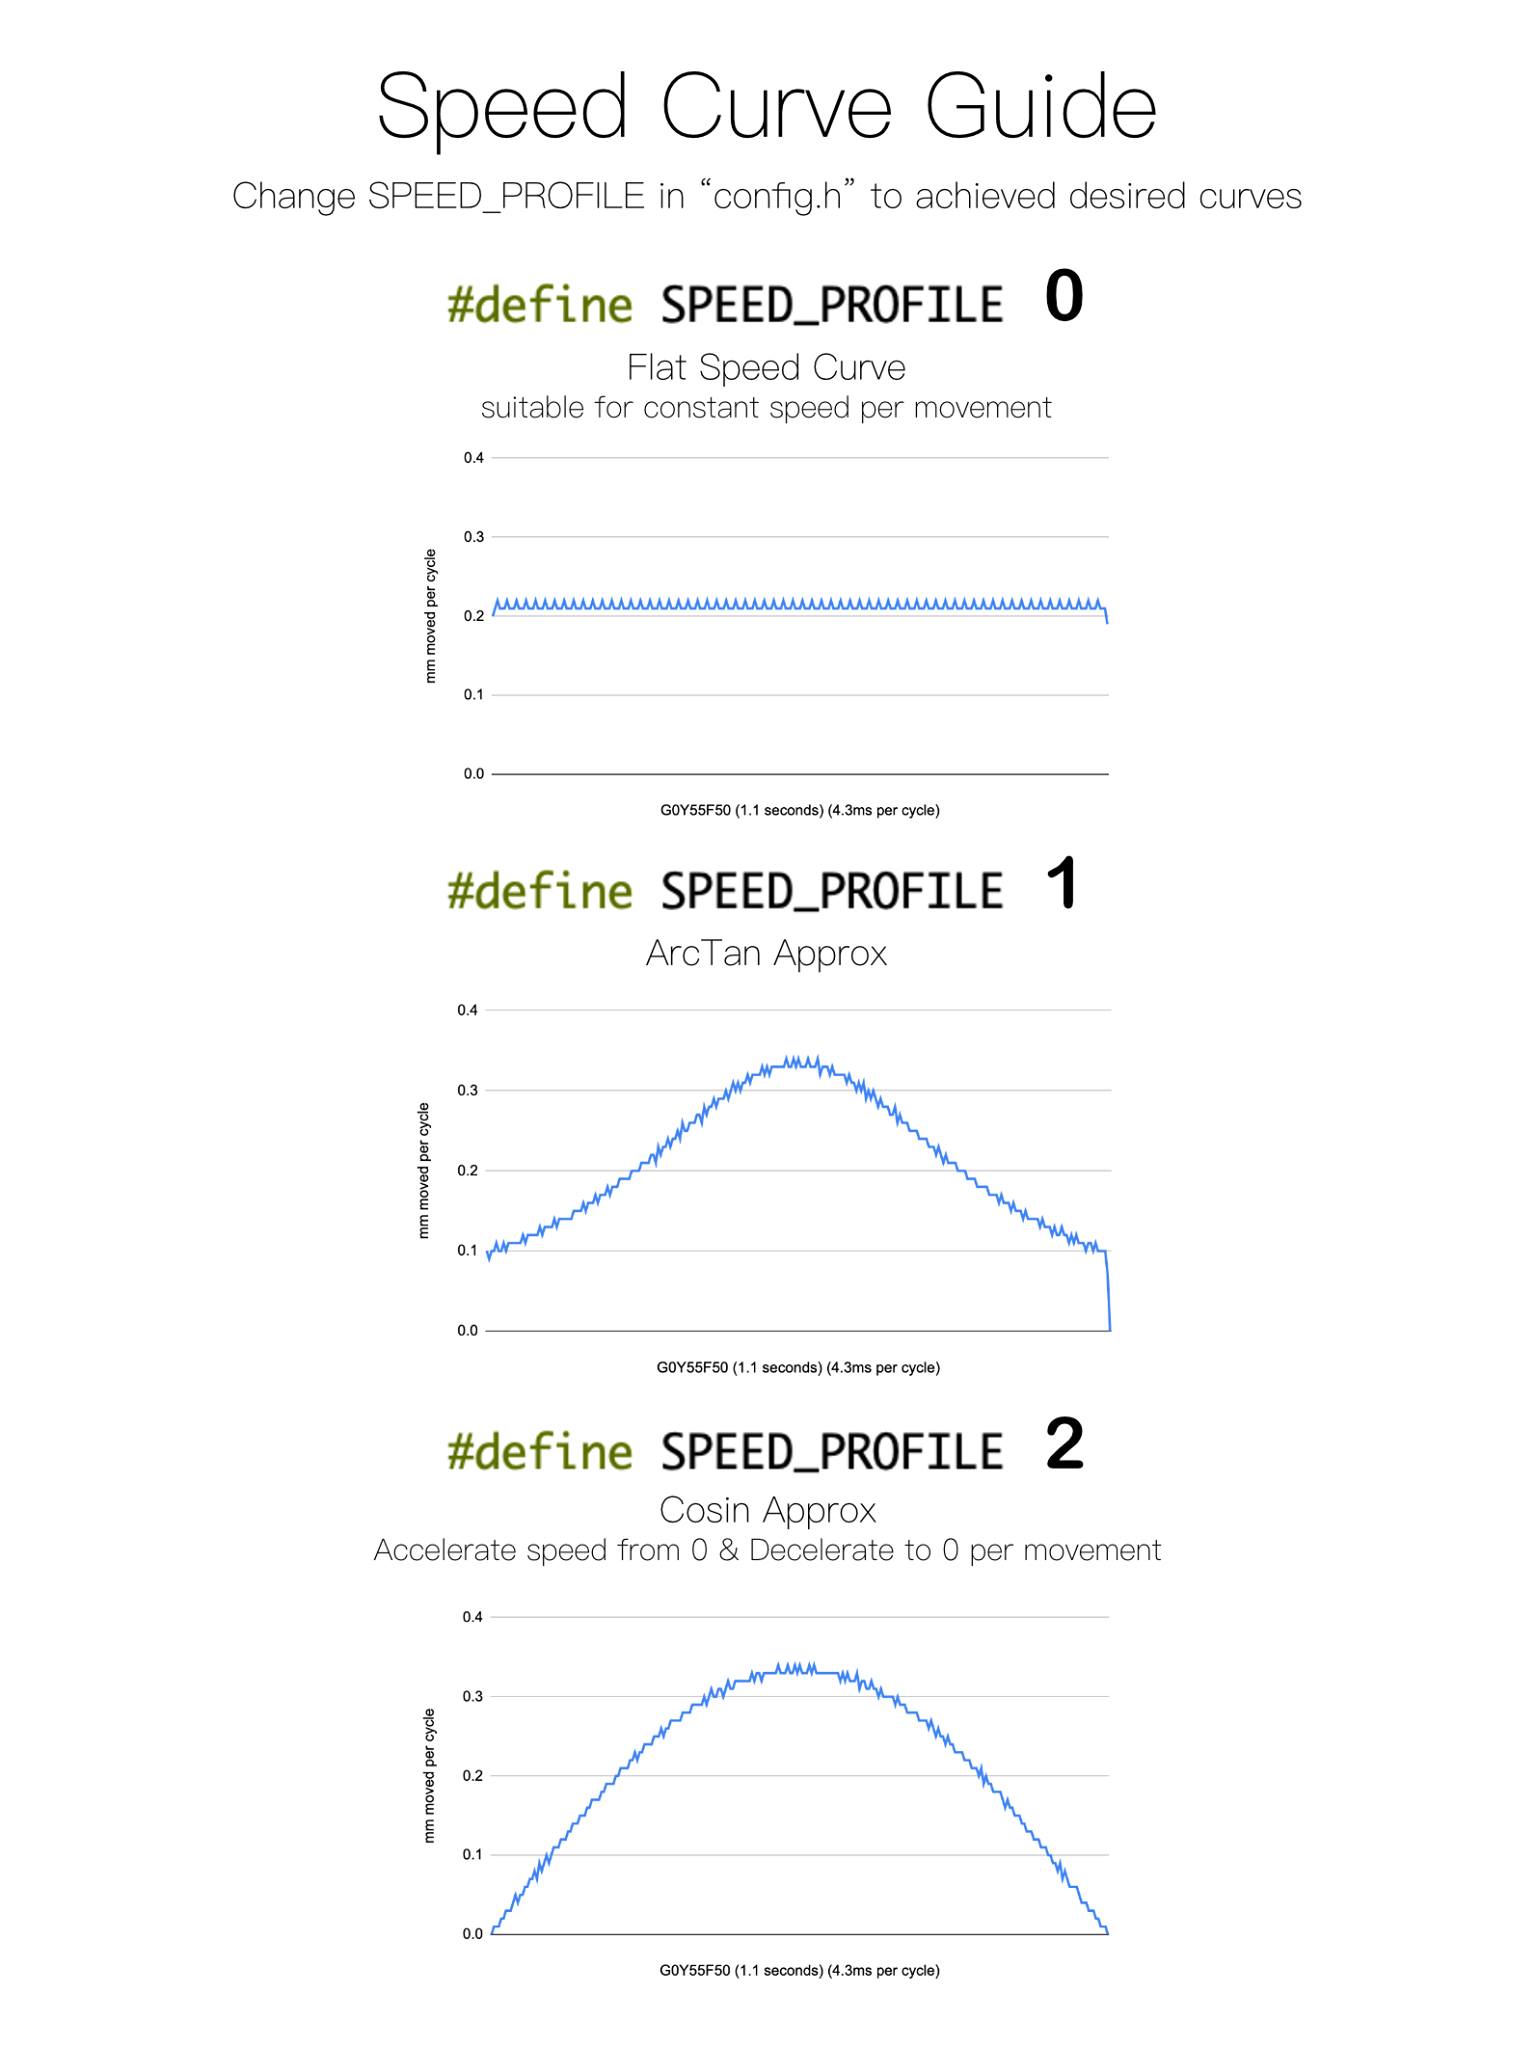 Speed Curve Guide
Change SPEED_PROFILE in “config.h” to achieved desired curves
#define SPEED_PROFILE 0
Flat Speed Curve
suitable for constant speed per movement
0.4
0.3
0.2
0.1
0.0
mm moved per cycle
G0Y55F50 (1.1 seconds) (4.3ms per cycle)
#define SPEED_PROFILE 1
ArcTan Approx
0.4
0.3
0.2
0.1
0.0
mm moved per cycle
G0Y55F50 (1.1 seconds) (4.3ms per cycle)
#define SPEED_PROFILE 2
Cosin Approx
Accelerate speed from 0 & Decelerate to 0 per movement
0.4
0.3
0.2
0.1
0.0
mm moved per cycle
G0Y55F50 (1.1 seconds) (4.3ms per cycle)